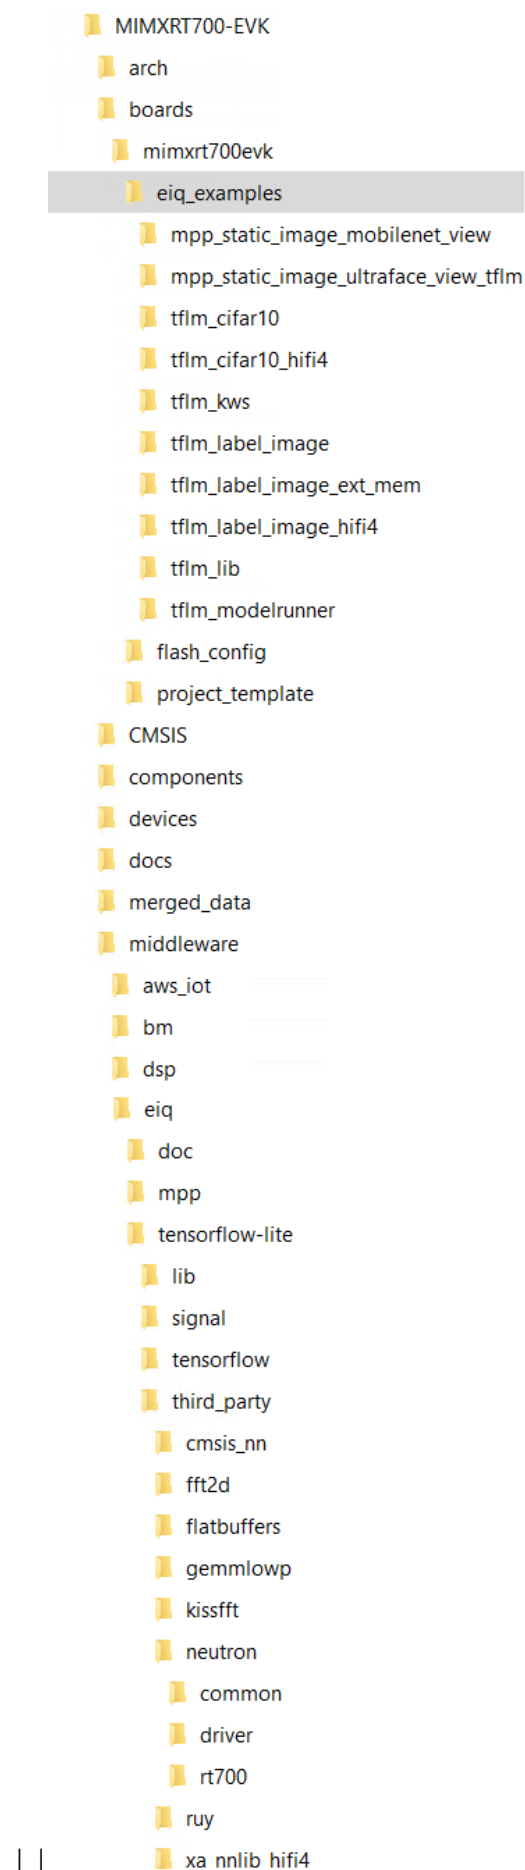 MIMXRT700-EVK
arch
boards
mimxrt700evk
eiq_examples
mpp_static_image_mobilenet_view
mpp_static_image_ultraface_view_tflm
tflm_cifar10
tflm_cifar10_hifi4
tflm_kws
tflm_label_image
tflm_label_image_ext_mem
tflm_label_image_hifi4
tflm_lib
tflm_modelrunner
flash_config
project_template
CMSIS
components
devices
docs
merged_data
middleware
aws_iot
bm
dsp
eiq
doc
mpp
tensorflow-lite
lib
signal
tensorflow
third_party
cmsis_nn
fft2d
flatbuffers
gemmlowp
kissfft
neutron
common
driver
rt700
ruy
xa_nnlib_hifi4